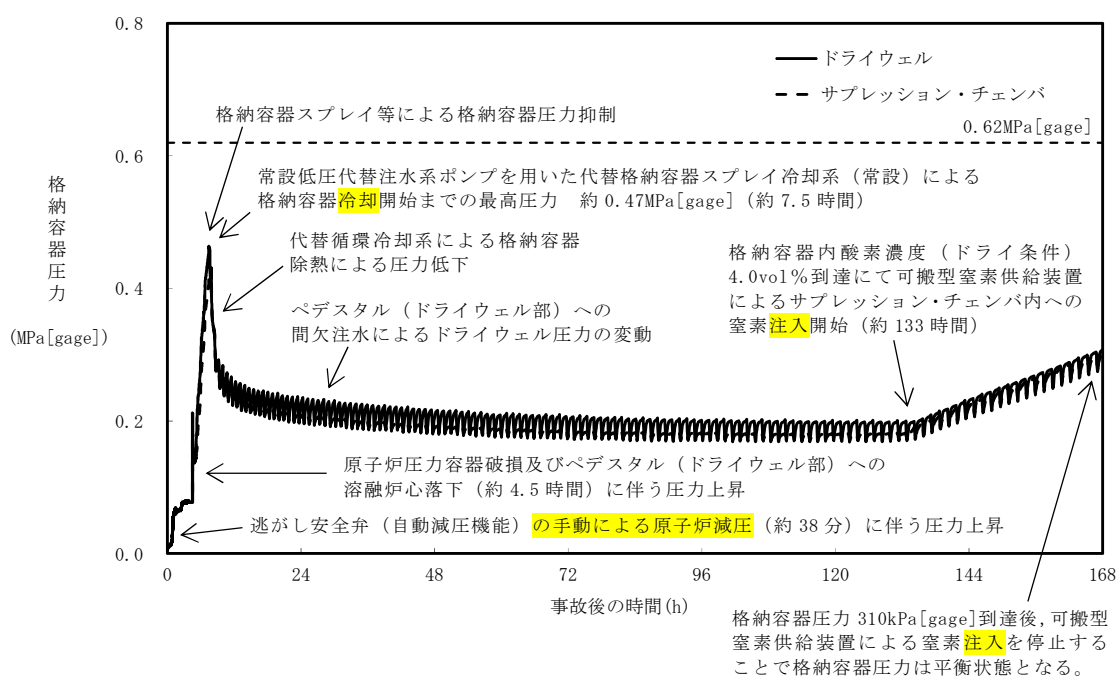 0.8
ドライウェル
サプレッション・チェンバ
格納容器スプレイ等による格納容器圧力抑制
0.62MPa[gage]
0.6
常設低圧代替注水系ポンプを用いた代替格納容器スプレイ冷却系（常設）による
格納容器冷却開始までの最高圧力　約 0.47MPa[gage]（約 7.5 時間）
代替循環冷却系による格納容器
除熱による圧力低下
格納容器内酸素濃度（ドライ条件）
4.0vol％到達にて可搬型窒素供給装置
によるサプレッション・チェンバ内への
窒素注入開始（約 133 時間）
格納容器圧力
(MPa[gage])
0.4
ペデスタル（ドライウェル部）への
間欠注水によるドライウェル圧力の変動
0.2
原子炉圧力容器破損及びペデスタル（ドライウェル部）への
溶融炉心落下（約 4.5 時間）に伴う圧力上昇
逃がし安全弁（自動減圧機能）の手動による原子炉減圧（約 38 分）に伴う圧力上昇
0.0
0 24 48 72 96 120 144 168
事故後の時間(h)
格納容器圧力 310kPa[gage]到達後,可搬型
窒素供給装置による窒素注入を停止する
ことで格納容器圧力は平衡状態となる。